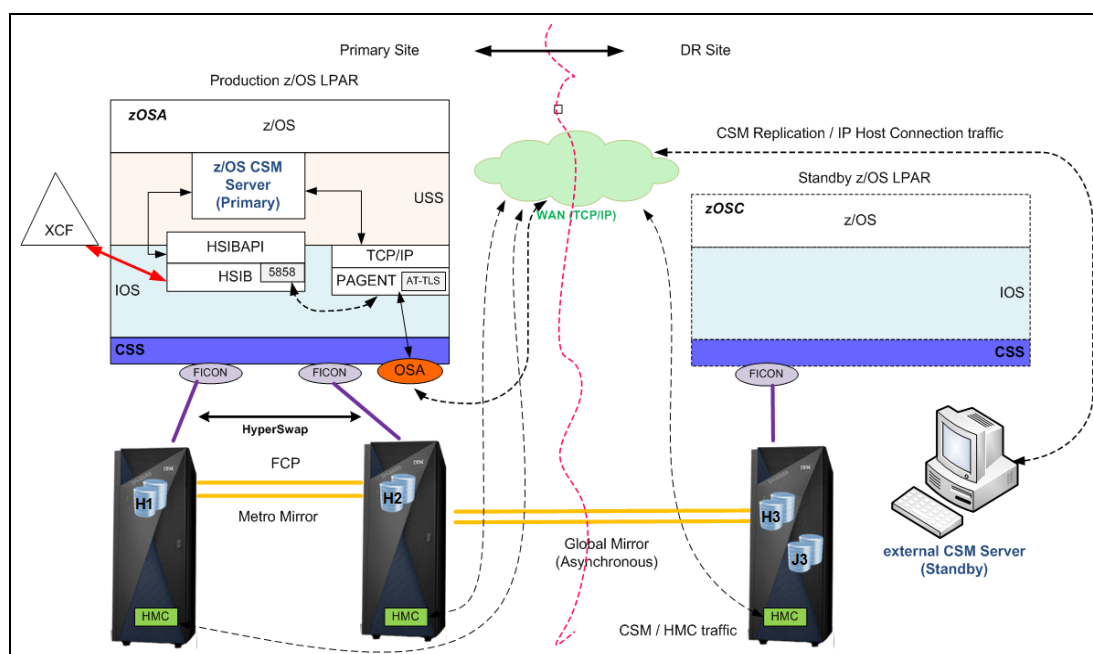 Primary Site
DR Site
Production z/OS LPAR
zOSA
z/OS
CSM Replication / IP Host Connection traffic
z/OS CSM
Server
(Primary)
USS
WAN (TCP/IP)
Standby z/OS LPAR
zOSC
z/OS
XCF
HSIBAPI
HSIB
5858
TCP/IP
PAGENT
AT-TLS
IOS
IOS
CSS
CSS
FICON
FICON
OSA
FICON
HyperSwap
FCP
H1
H2
Metro Mirror
Global Mirror
(Asynchronous)
H3
J3
external CSM Server
(Standby)
HMC
HMC
HMC
CSM / HMC traffic